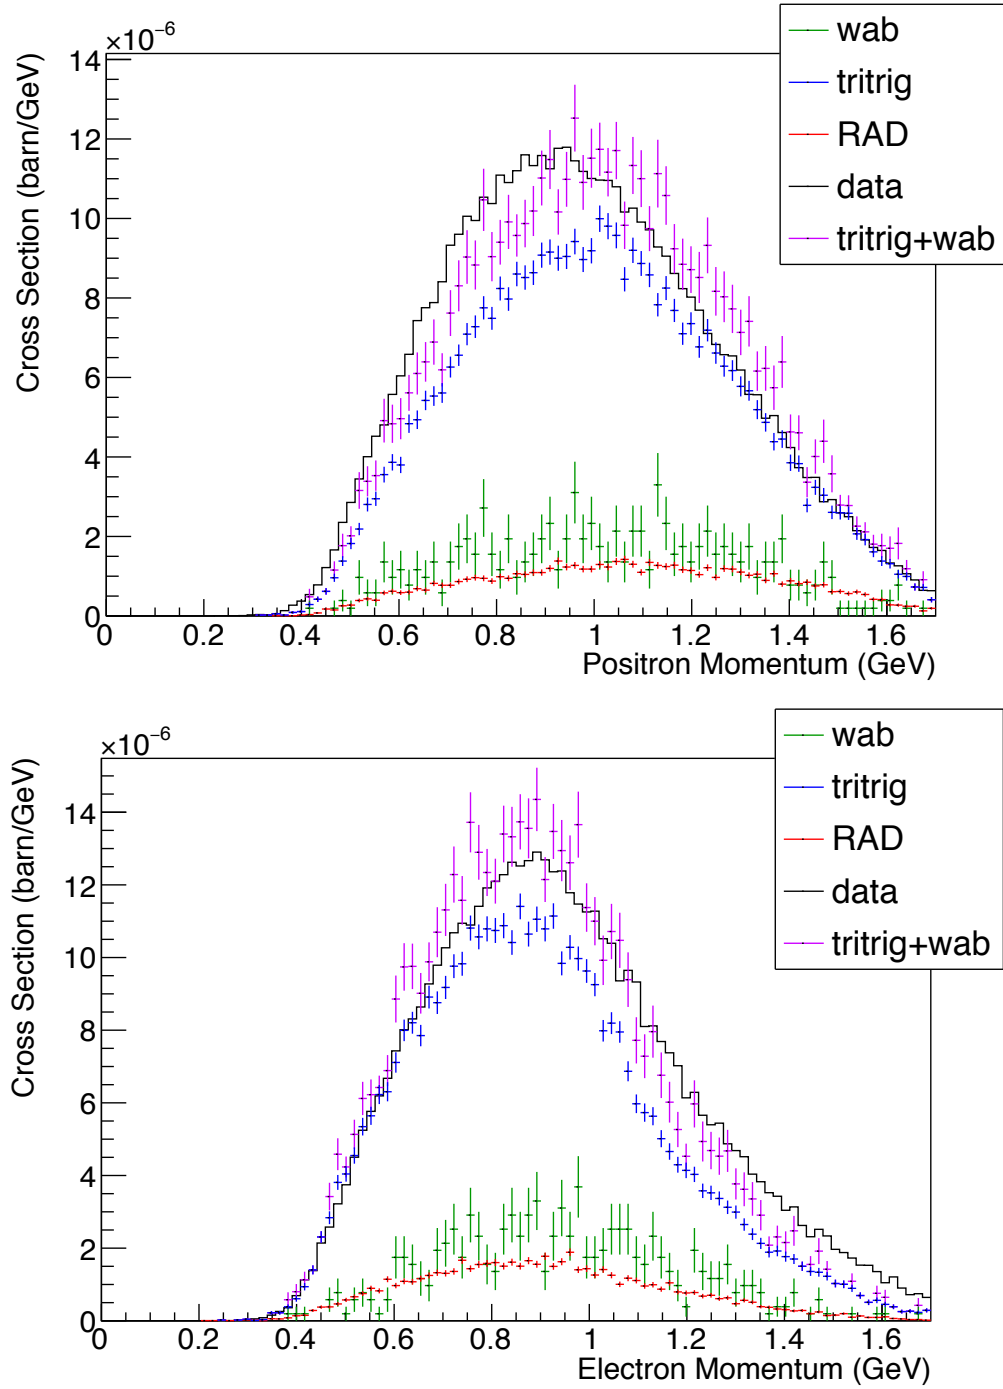 ×10⁻⁶
Cross Section (barn/GeV)
14
12
10
8
6
4
2
0
0 0.2 0.4 0.6 0.8 1 1.2 1.4 1.6
Positron Momentum (GeV)
wab
tritrig
RAD
data
tritrig+wab
×10⁻⁶
Cross Section (barn/GeV)
14
12
10
8
6
4
2
0
0 0.2 0.4 0.6 0.8 1 1.2 1.4 1.6
Electron Momentum (GeV)
wab
tritrig
RAD
data
tritrig+wab